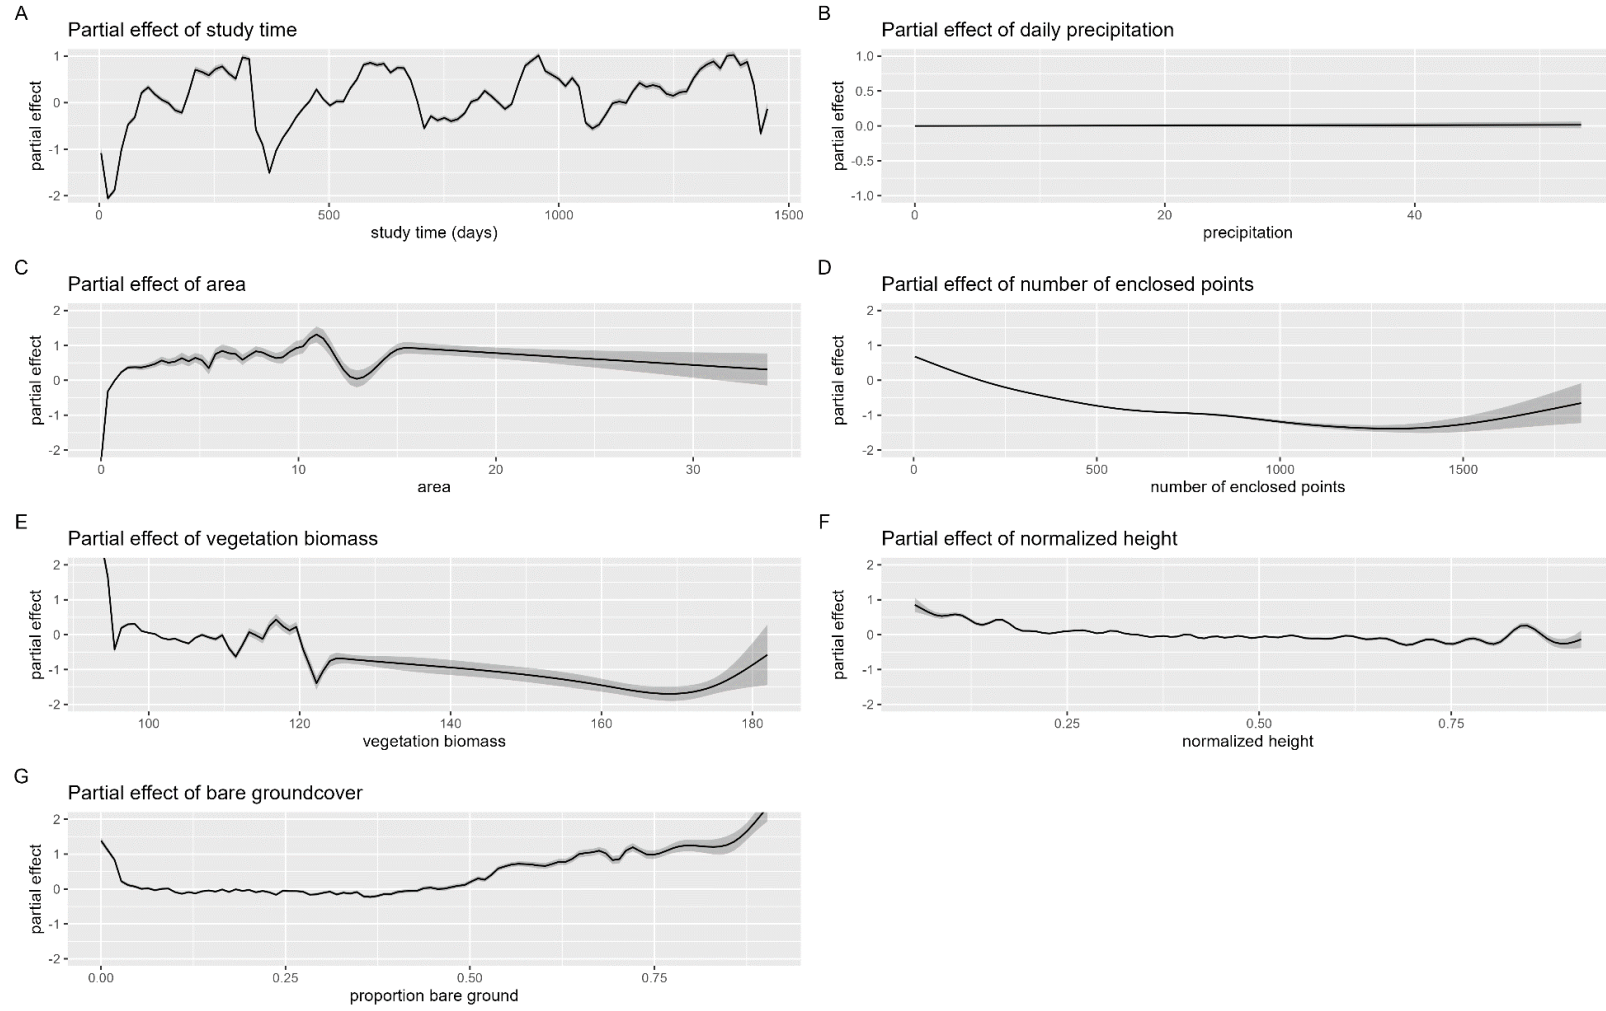 A
Partial effect of study time
partial effect
1
0
-1
-2
0 500 1000 1500
study time (days)
B
Partial effect of daily precipitation
partial effect
1.0
0.5
0.0
-0.5
-1.0
0 20 40
precipitation
C
Partial effect of area
partial effect
2
1
0
-1
-2
0 10 20 30
area
D
Partial effect of number of enclosed points
partial effect
2
1
0
-1
-2
0 500 1000 1500
number of enclosed points
E
Partial effect of vegetation biomass
partial effect
2
1
0
-1
-2
100 120 140 160 180
vegetation biomass
F
Partial effect of normalized height
partial effect
2
1
0
-1
-2
0.25 0.50 0.75
normalized height
G
Partial effect of bare groundcover
partial effect
2
1
0
-1
-2
0.00 0.25 0.50 0.75
proportion bare ground